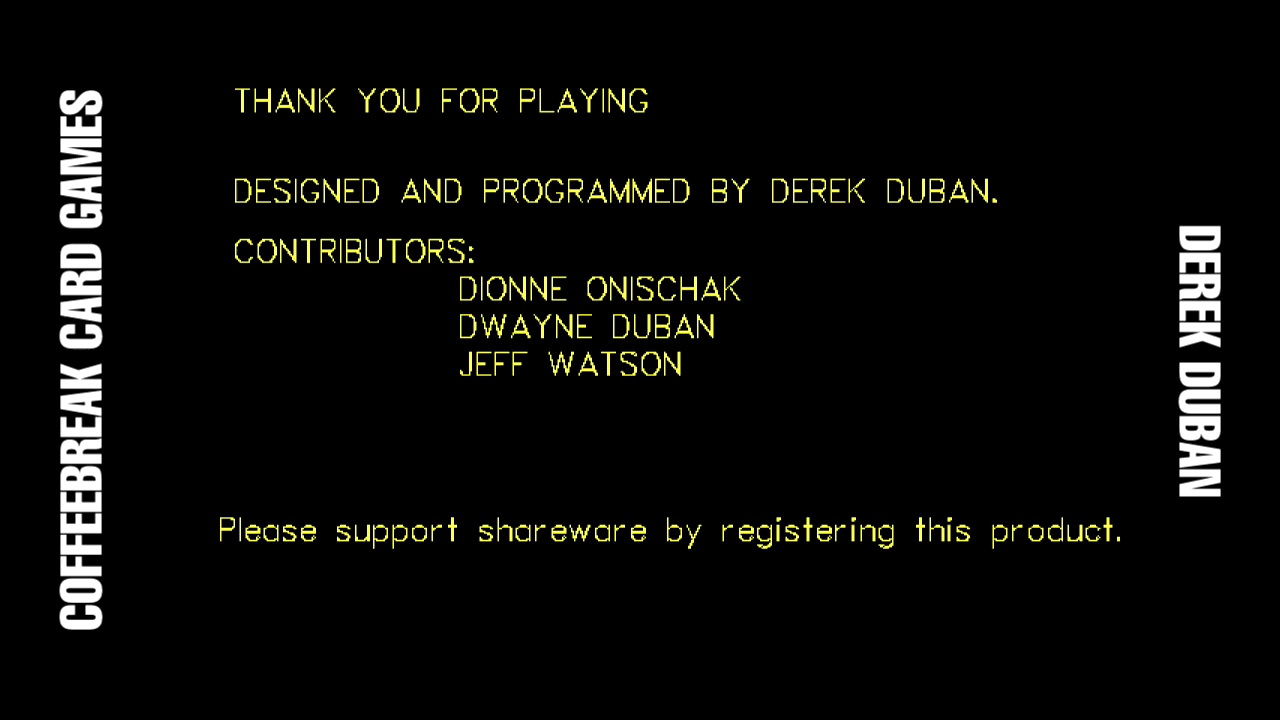 COFFEEBREAK CARD GAMES
THANK YOU FOR PLAYING
DESIGNED AND PROGRAMMED BY DEREK DUBAN.
CONTRIBUTORS:
DIONNE ONISCHAK
DWAYNE DUBAN
JEFF WATSON
Please support shareware by registering this product.
DEREK DUBAN